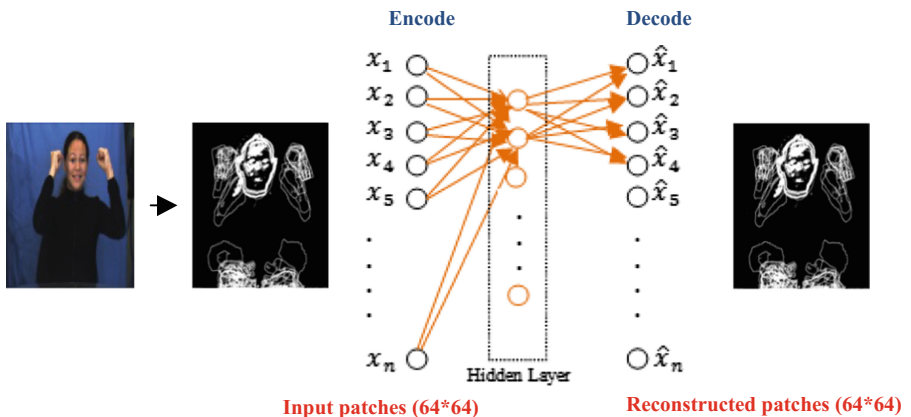 Encode
Decode
x₁
x₂
x₃
x₄
x₅
xₙ
Hidden Layer
x̂₁
x̂₂
x̂₃
x̂₄
x̂₅
x̂ₙ
Input patches (64*64)
Reconstructed patches (64*64)